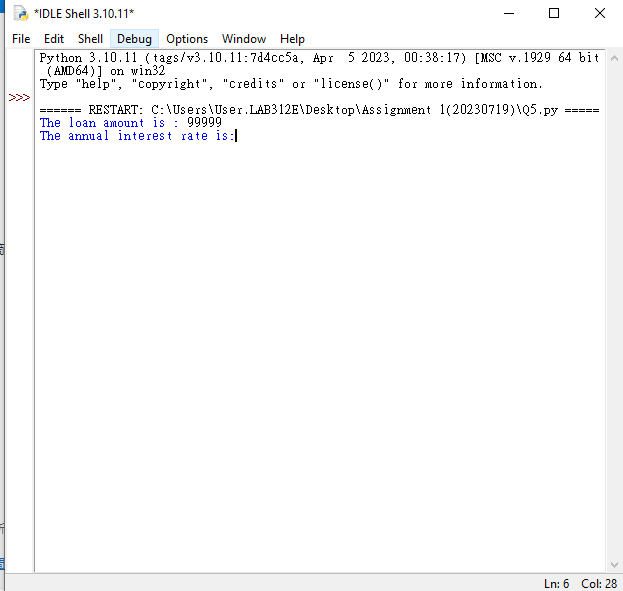 *IDLE Shell 3.10.11*
File Edit Shell Debug Options Window Help
Python 3.10.11 (tags/v3.10.11:7d4cc5a, Apr  5 2023, 00:38:17) [MSC v.1929 64 bit
(AMD64)] on win32
Type "help", "copyright", "credits" or "license()" for more information.
>>>
====== RESTART: C:\Users\User.LAB312E\Desktop\Assignment 1(20230719)\Q5.py =====
The loan amount is : 99999
The annual interest rate is:
Ln: 6 Col: 28